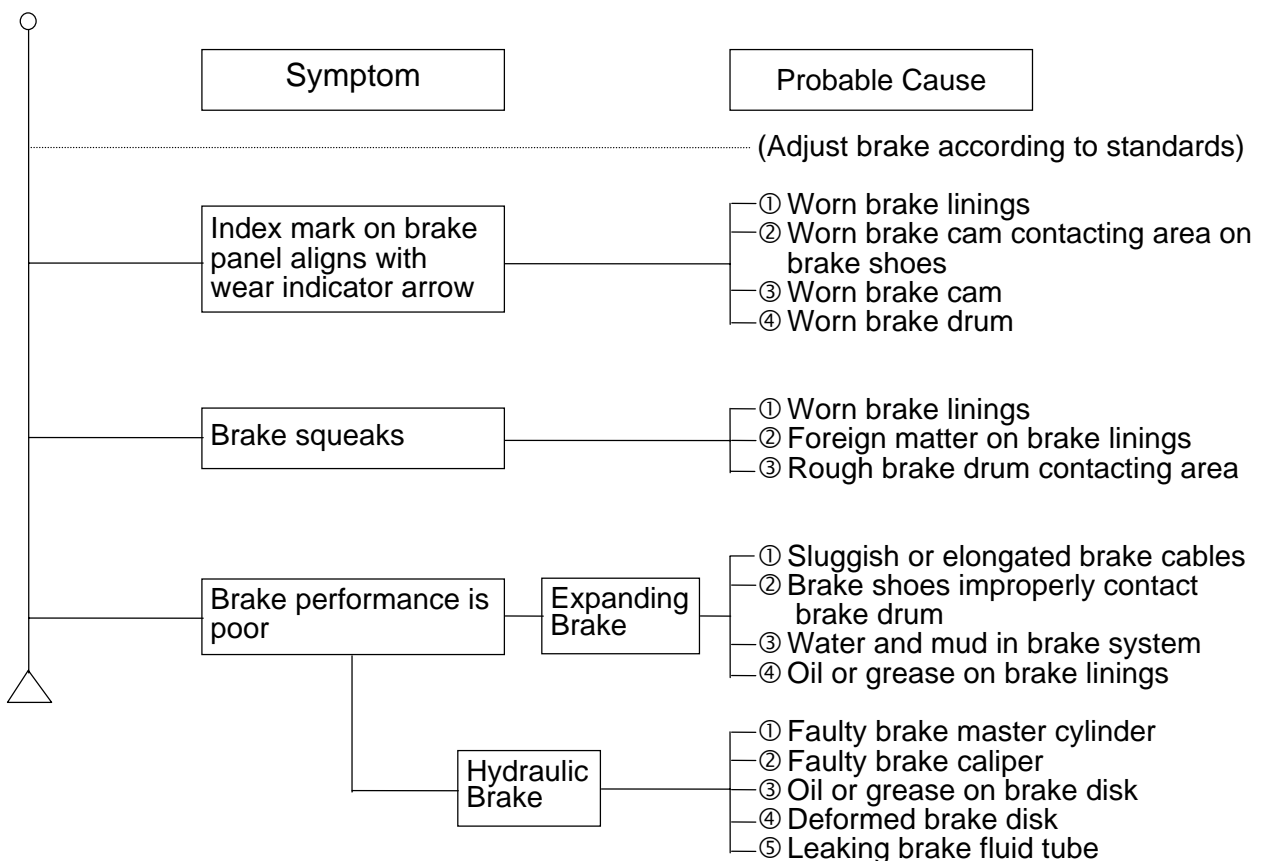 Symptom
Probable Cause
(Adjust brake according to standards)
Index mark on brake
panel aligns with
wear indicator arrow
① Worn brake linings
② Worn brake cam contacting area on
brake shoes
③ Worn brake cam
④ Worn brake drum
Brake squeaks
① Worn brake linings
② Foreign matter on brake linings
③ Rough brake drum contacting area
Brake performance is
poor
Expanding
Brake
① Sluggish or elongated brake cables
② Brake shoes improperly contact
brake drum
③ Water and mud in brake system
④ Oil or grease on brake linings
Hydraulic
Brake
① Faulty brake master cylinder
② Faulty brake caliper
③ Oil or grease on brake disk
④ Deformed brake disk
⑤ Leaking brake fluid tube